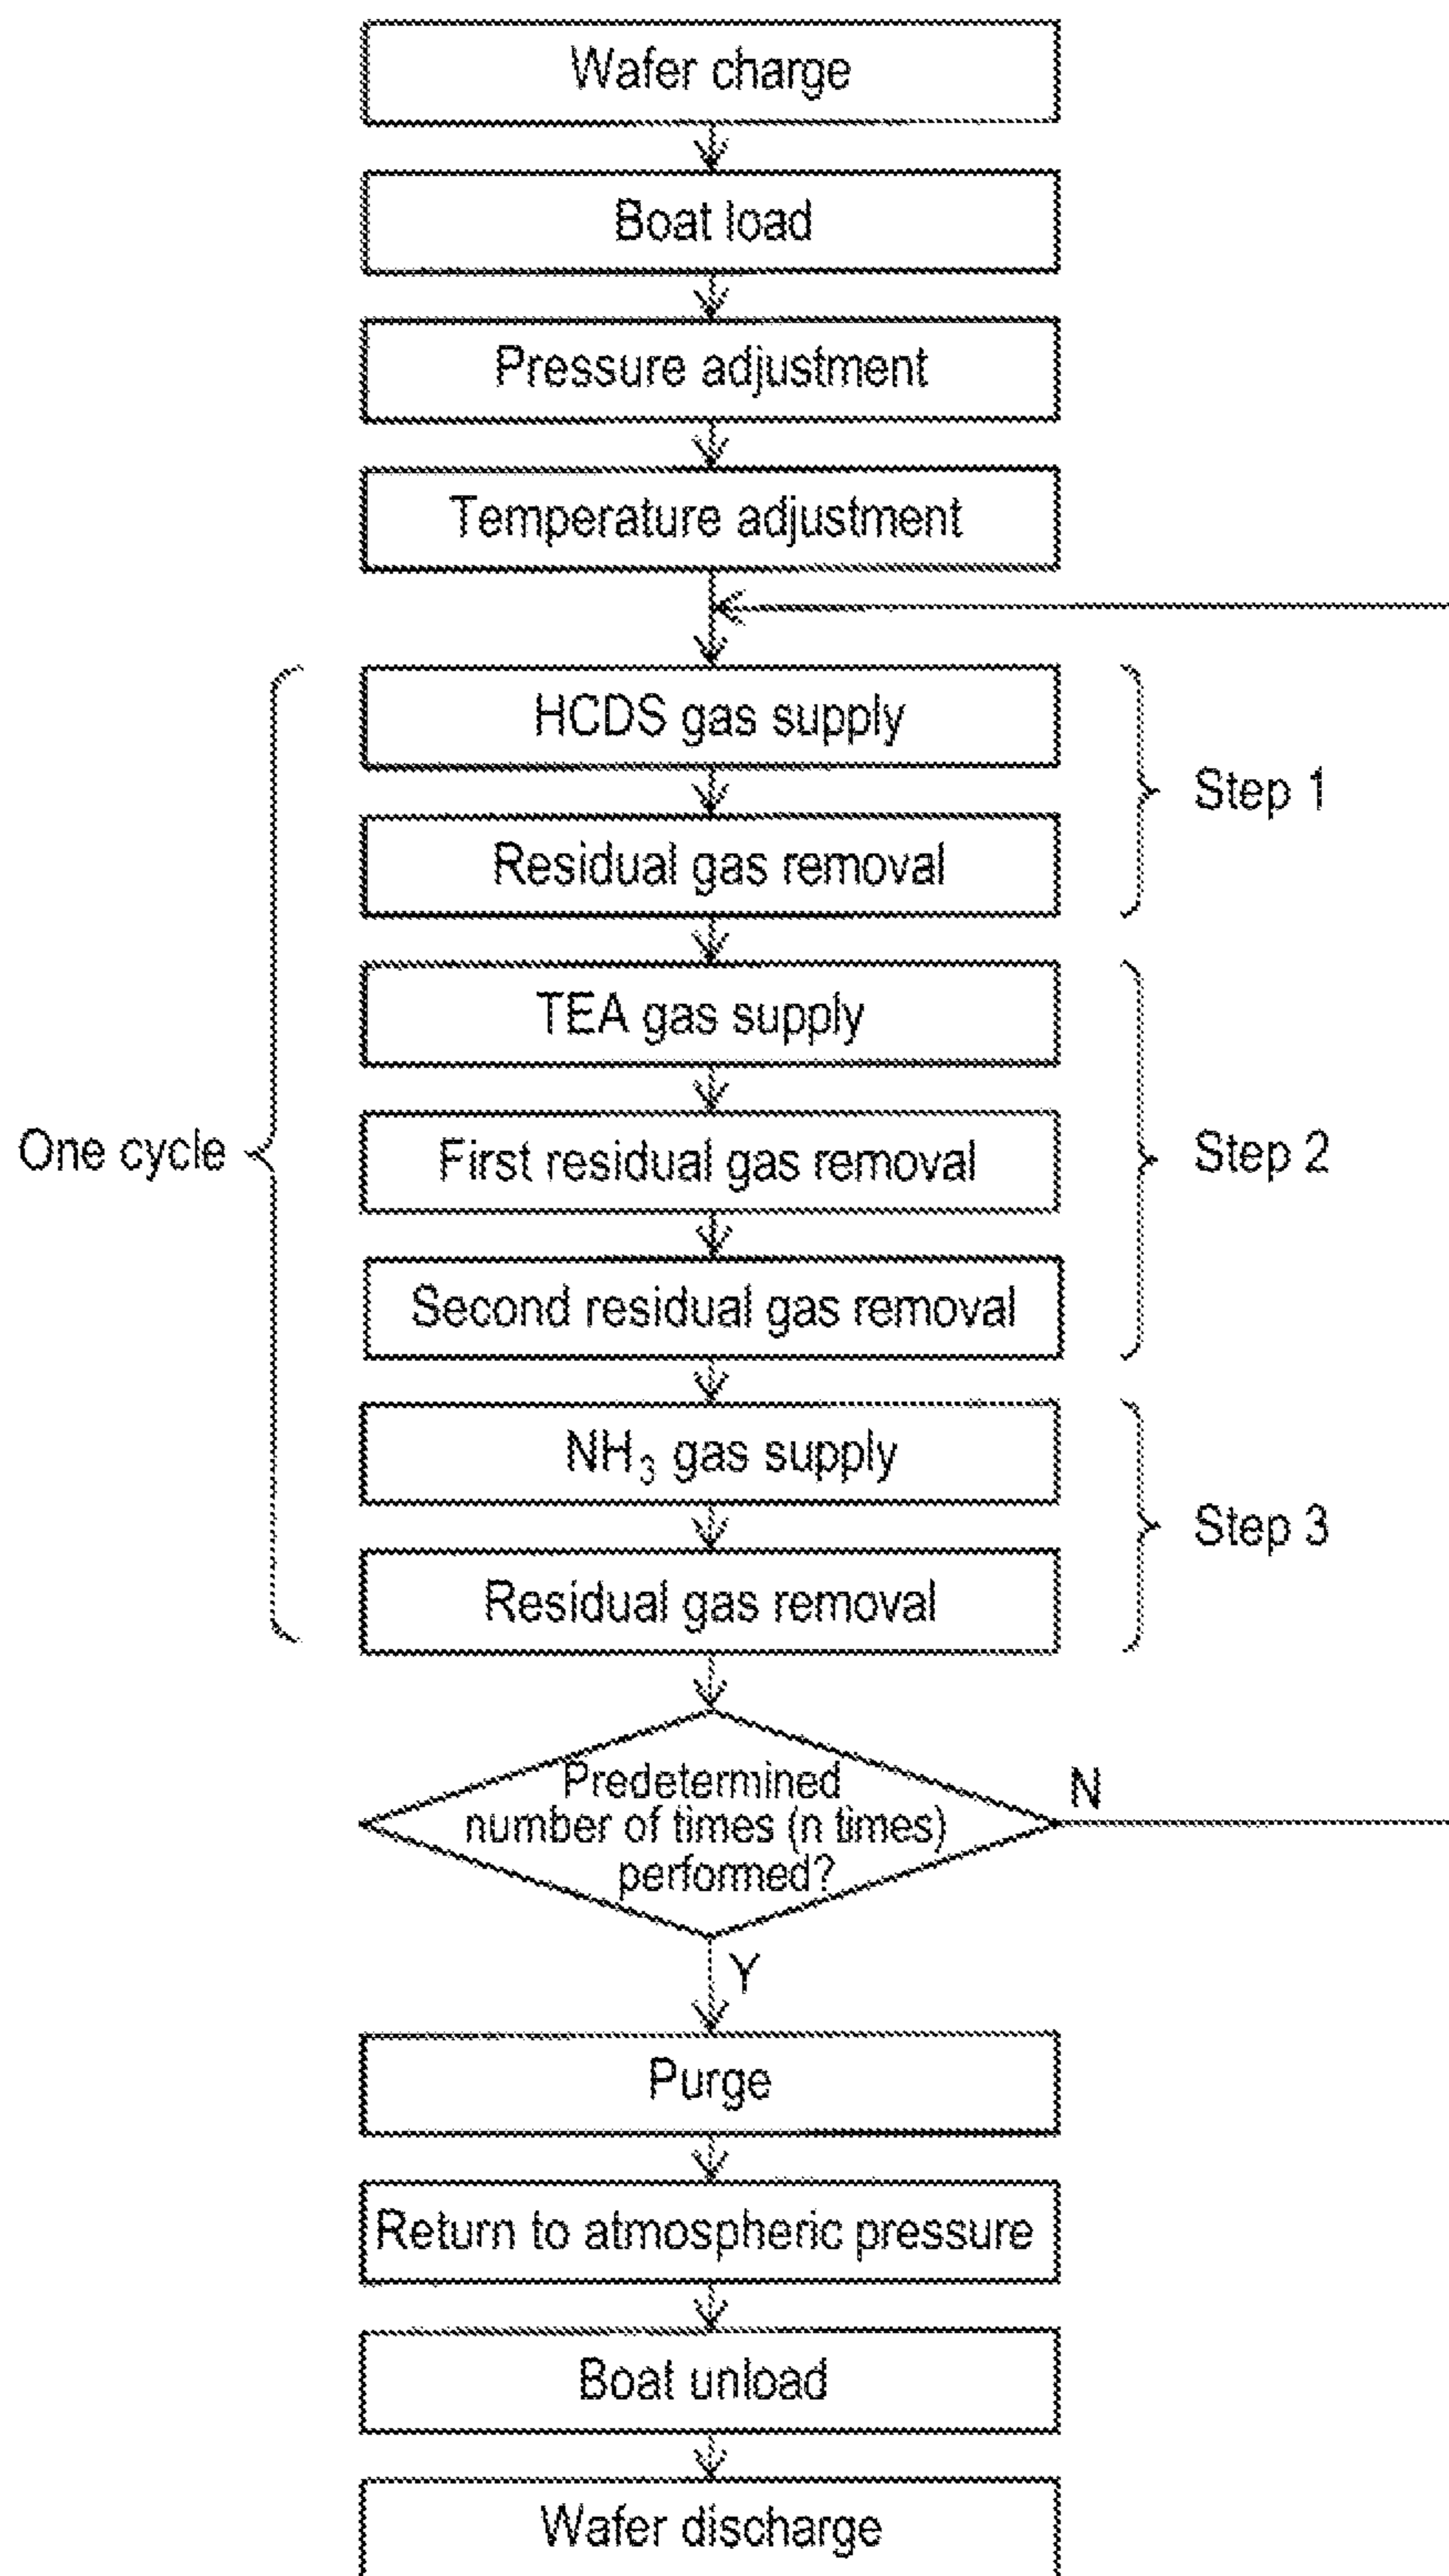 Wafer charge
Boat load
Pressure adjustment
Temperature adjustment
HCDS gas supply
Step 1
Residual gas removal
TEA gas supply
One cycle
First residual gas removal
Step 2
Second residual gas removal
NH₃ gas supply
Step 3
Residual gas removal
Predetermined
number of times (n times)
performed?
N
Y
Purge
Return to atmospheric pressure
Boat unload
Wafer discharge